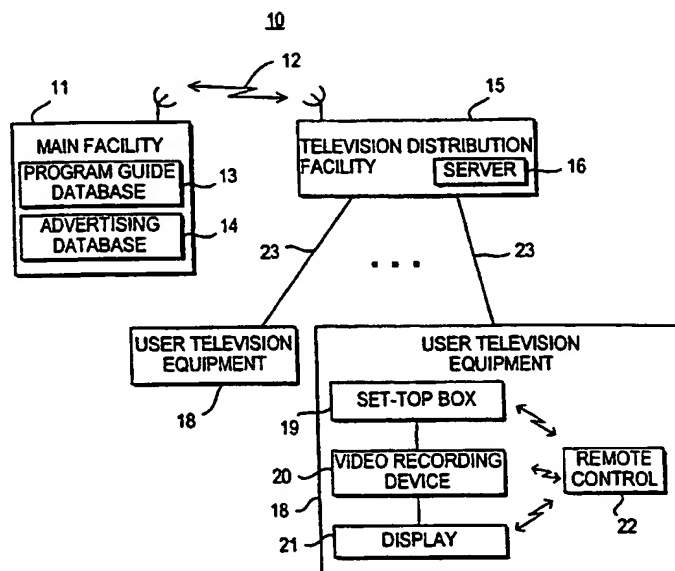 10
12
11
15
MAIN FACILITY
PROGRAM GUIDE
DATABASE
13
ADVERTISING
DATABASE
14
TELEVISION DISTRIBUTION
FACILITY
SERVER
16
23
23
USER TELEVISION
EQUIPMENT
18
USER TELEVISION
EQUIPMENT
SET-TOP BOX
19
VIDEO RECORDING
DEVICE
20
REMOTE
CONTROL
22
18
DISPLAY
21